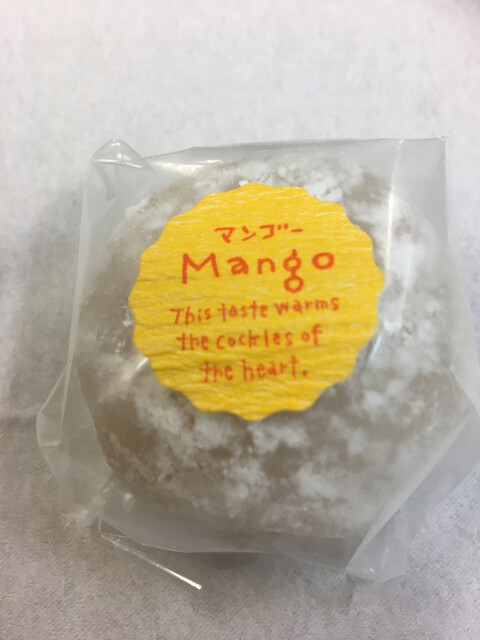 マンゴー
Mango
This taste warms
the cockles of
the heart.